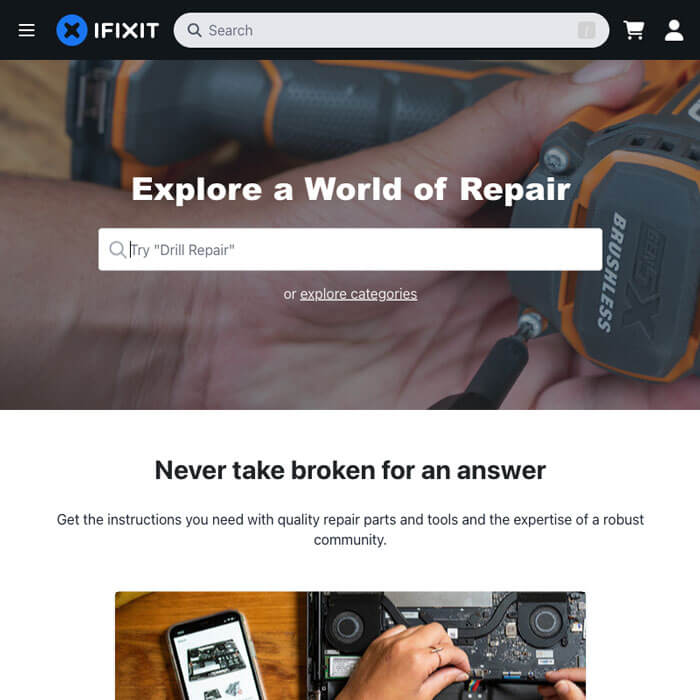 IFIXIT
Search
/
Explore a World of Repair
Try "Drill Repair"
or explore categories
BRUSHLESS
Never take broken for an answer
Get the instructions you need with quality repair parts and tools and the expertise of a robust
community.